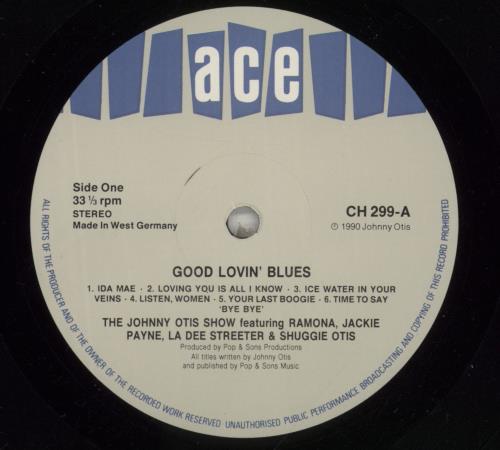 ace
Side One
33 ⅓ rpm
STEREO
Made in West Germany
CH 299-A
℗ 1990 Johnny Otis
GOOD LOVIN' BLUES
1. IDA MAE · 2. LOVING YOU IS ALL I KNOW · 3. ICE WATER IN YOUR
VEINS · 4. LISTEN, WOMEN · 5. YOUR LAST BOOGIE · 6. TIME TO SAY
'BYE BYE'
THE JOHNNY OTIS SHOW featuring RAMONA, JACKIE
PAYNE, LA DEE STREETER & SHUGGIE OTIS
Produced by Pop & Sons Productions
All titles written by Johnny Otis
and published by Pop & Sons Music
ALL RIGHTS OF THE PRODUCER AND OF THE OWNER OF THE RECORDED WORK RESERVED UNAUTHORISED PUBLIC PERFORMANCE BROADCASTING AND COPYING OF THIS RECORD PROHIBITED